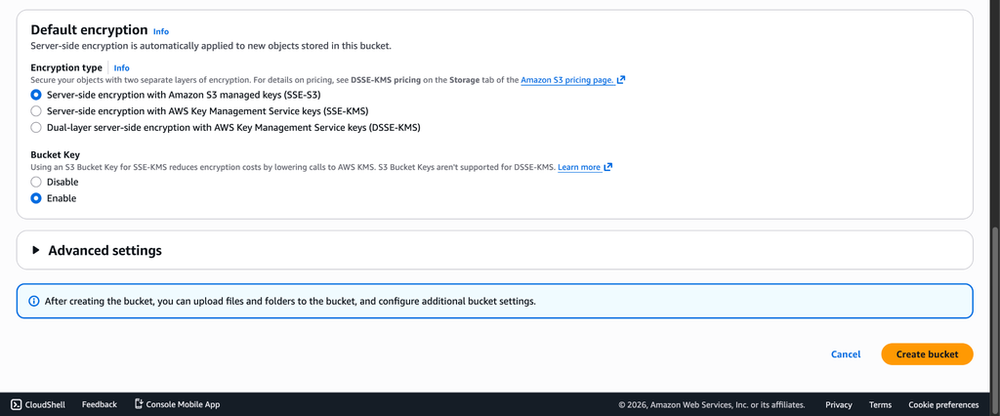 Default encryption Info
Server-side encryption is automatically applied to new objects stored in this bucket.
Encryption type Info
Secure your objects with two separate layers of encryption. For details on pricing, see DSSE-KMS pricing on the Storage tab of the Amazon S3 pricing page.
Server-side encryption with Amazon S3 managed keys (SSE-S3)
Server-side encryption with AWS Key Management Service keys (SSE-KMS)
Dual-layer server-side encryption with AWS Key Management Service keys (DSSE-KMS)
Bucket Key
Using an S3 Bucket Key for SSE-KMS reduces encryption costs by lowering calls to AWS KMS. S3 Bucket Keys aren't supported for DSSE-KMS. Learn more
Disable
Enable
Advanced settings
After creating the bucket, you can upload files and folders to the bucket, and configure additional bucket settings.
Cancel Create bucket
CloudShell Feedback Console Mobile App © 2026, Amazon Web Services, Inc. or its affiliates. Privacy Terms Cookie preferences